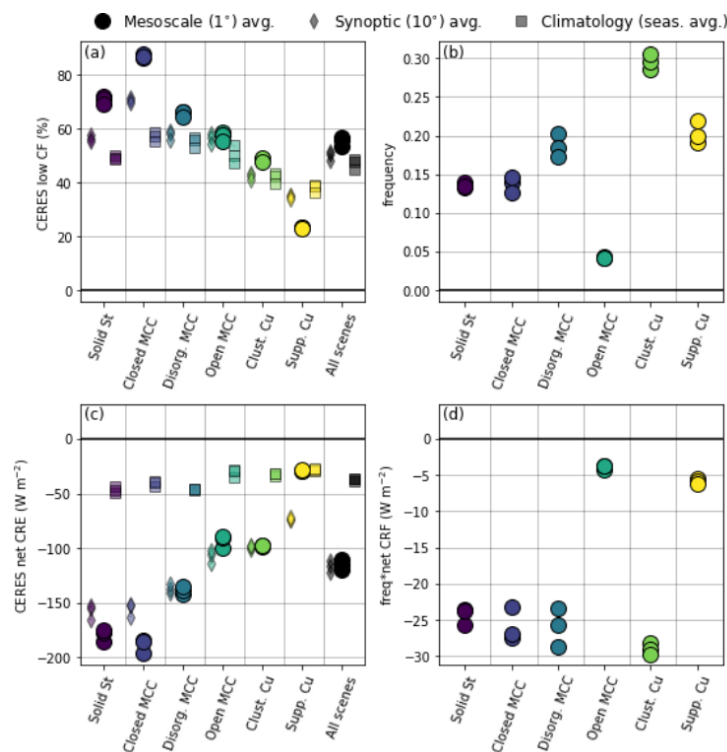 Mesoscale (1°) avg. Synoptic (10°) avg. Climatology (seas. avg.)
(a)
CERES low CF (%)
80
60
40
20
0
Solid St
Closed MCC
Disorg. MCC
Open MCC
Clust. Cu
Supp. Cu
All scenes
(b)
frequency
0.30
0.25
0.20
0.15
0.10
0.05
0.00
Solid St
Closed MCC
Disorg. MCC
Open MCC
Clust. Cu
Supp. Cu
(c)
CERES net CRE (W m−2)
0
−50
−100
−150
−200
Solid St
Closed MCC
Disorg. MCC
Open MCC
Clust. Cu
Supp. Cu
All scenes
(d)
freq*net CRF (W m−2)
0
−5
−10
−15
−20
−25
−30
Solid St
Closed MCC
Disorg. MCC
Open MCC
Clust. Cu
Supp. Cu